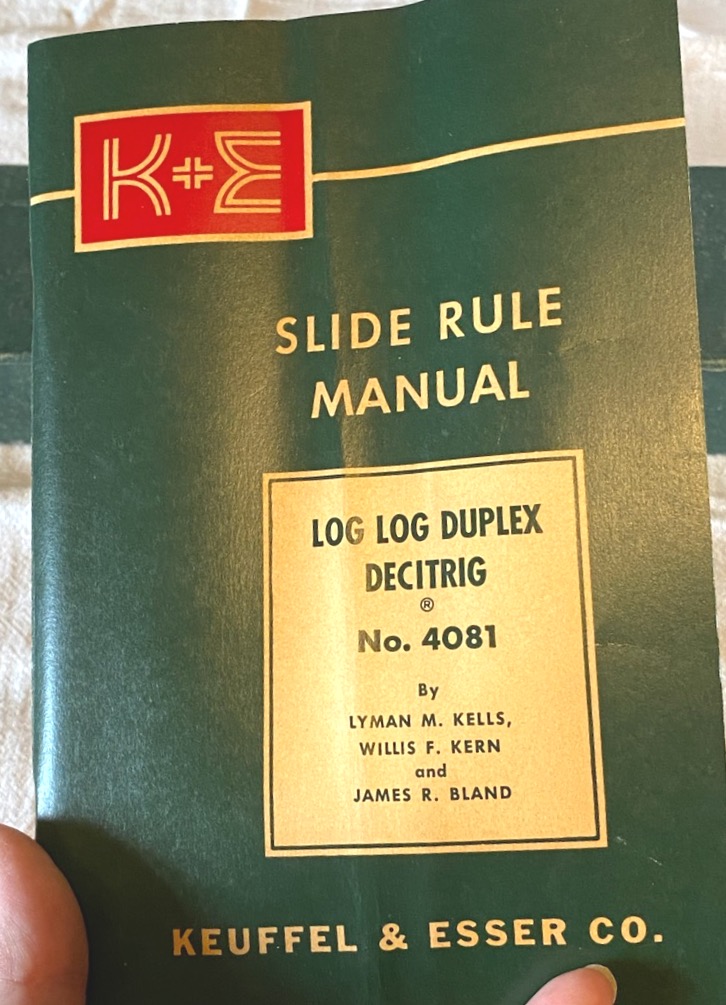 K+E
SLIDE RULE
MANUAL
LOG LOG DUPLEX
DECITRIG
®
No. 4081
By
LYMAN M. KELLS,
WILLIS F. KERN
and
JAMES R. BLAND
KEUFFEL & ESSER CO.